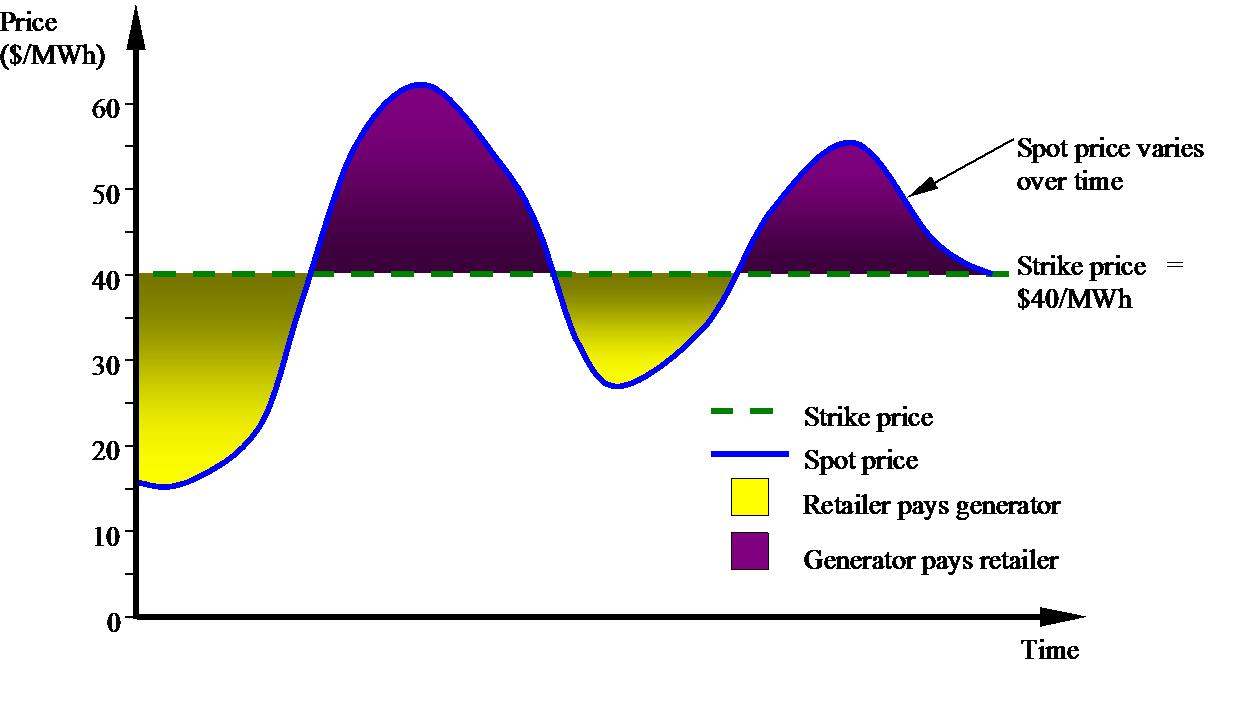 Price
($/MWh)
60
50
40
30
20
10
0
Spot price varies
over time
Strike price =
$40/MWh
Strike price
Spot price
Retailer pays generator
Generator pays retailer
Time